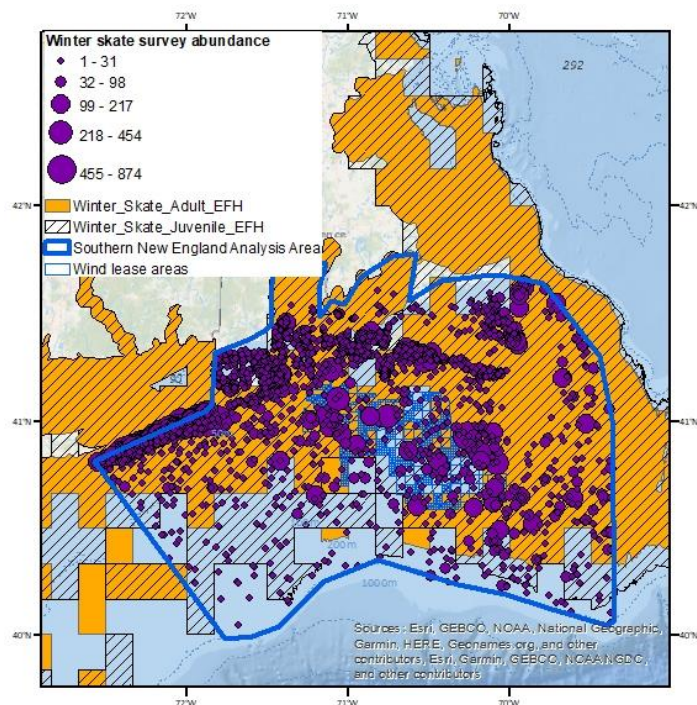 72°W 71°W 70°W
Winter skate survey abundance
1 - 31
32 - 98
99 - 217
218 - 454
455 - 874
Winter_Skate_Adult_EFH
Winter_Skate_Juvenile_EFH
Southern New England Analysis Area
Wind lease areas
292
42°N 42°N
92
41°N 41°N
50m
100m
1000m
40°N 40°N
Sources: Esri, GEBCO, NOAA, National Geographic,
Garmin, HERE, Geonames.org, and other
contributors, Esri, Garmin, GEBCO, NOAA NGDC,
and other contributors
72°W 71°W 70°W